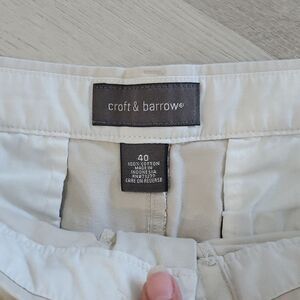 croft & barrow®
40
100% COTTON
MADE IN
INDONESIA
CARE ON REVERSE